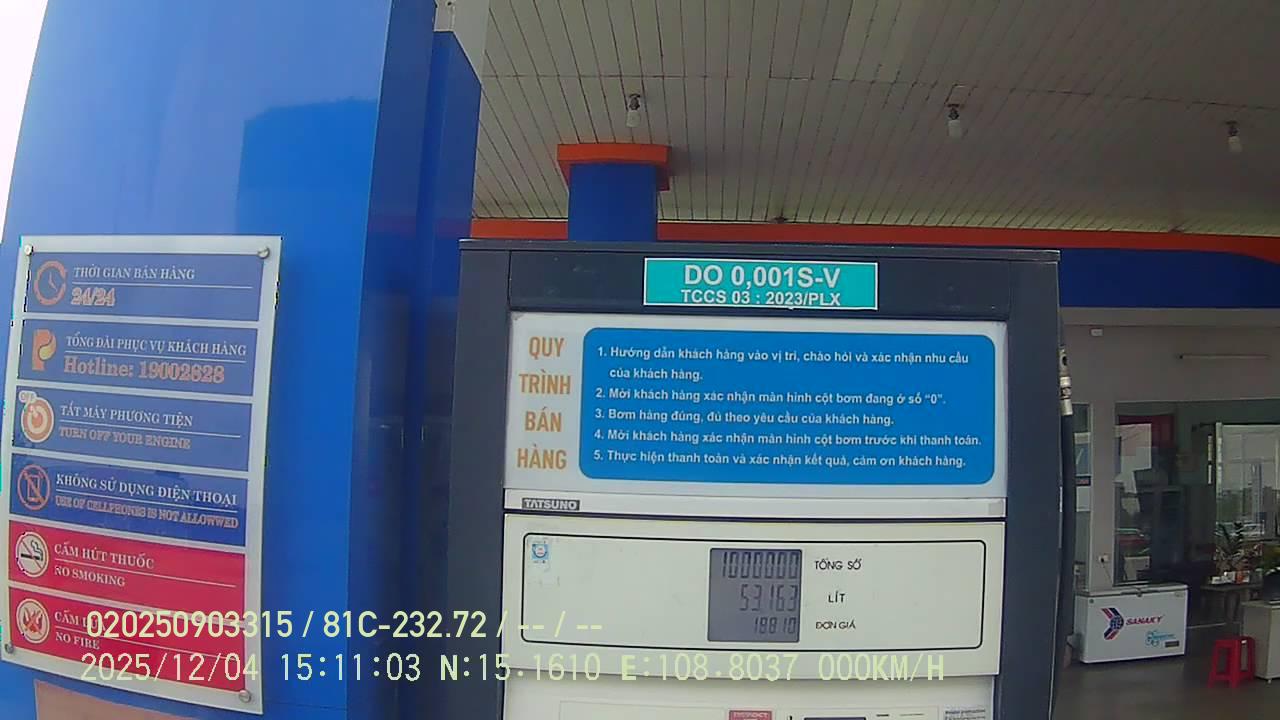 THỜI GIAN BÁN HÀNG
24/24
TỔNG ĐÀI PHỤC VỤ KHÁCH HÀNG
Hotline: 19002828
OFF
TẮT MÁY PHƯƠNG TIỆN
TURN OFF YOUR ENGINE
KHÔNG SỬ DỤNG ĐIỆN THOẠI
USE OF CELLPHONES IS NOT ALLOWWED
CẤM HÚT THUỐC
NO SMOKING
CẤM
NO FIRE
DO 0,001S-V
TCCS 03 : 2023/PLX
QUY
TRÌNH
BÁN
HÀNG
1. Hướng dẫn khách hàng vào vị trí, chào hỏi và xác nhận nhu cầu
của khách hàng.
2. Mời khách hàng xác nhận màn hình cột bơm đang ở số “0”.
3. Bơm hàng đúng, đủ theo yêu cầu của khách hàng.
4. Mời khách hàng xác nhận màn hình cột bơm trước khi thanh toán.
5. Thực hiện thanh toán và xác nhận kết quả, cảm ơn khách hàng.
TATSUNO
1000000 TỔNG SỐ
53.163 LÍT
18810 ĐƠN GIÁ
SANAKY
020250903315 / 81C-232.72 / -- / --
2025/12/04 15:11:03 N:15.1610 E:108.8037 000KM/H